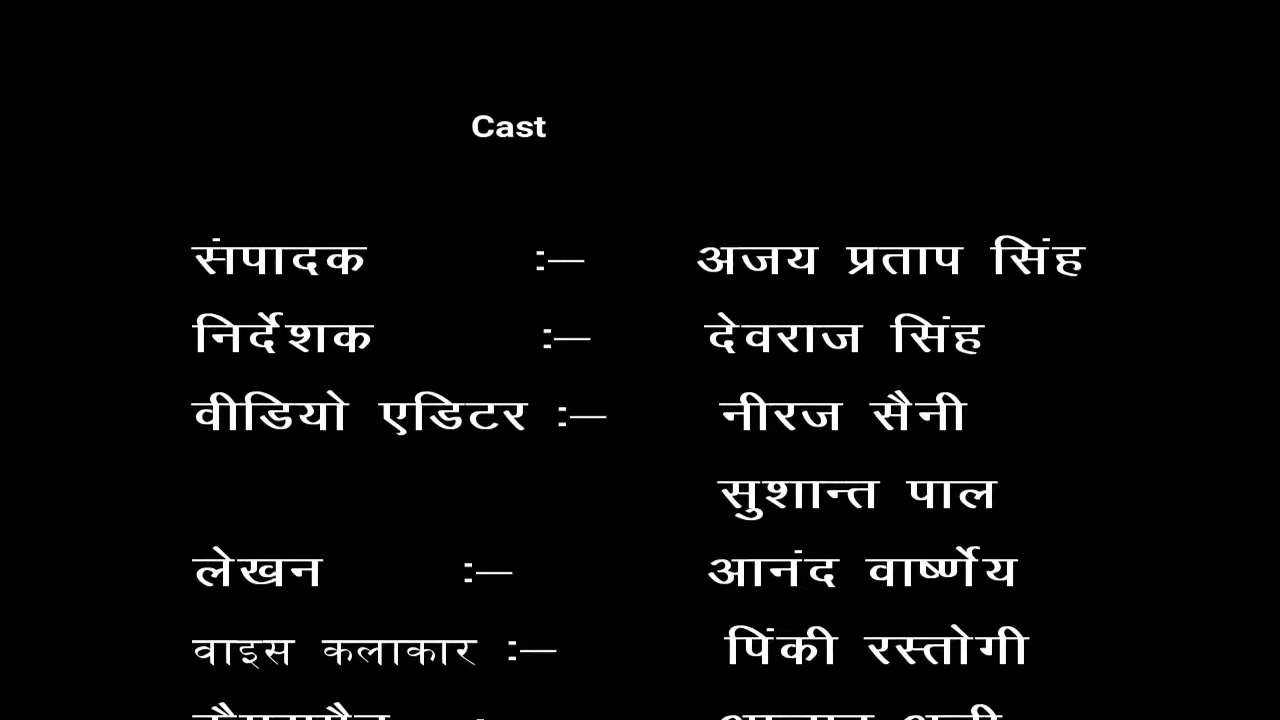 Cast
संपादक :— अजय प्रताप सिंह
निर्देशक :— देवराज सिंह
वीडियो एडिटर :— नीरज सैनी
सुशान्त पाल
लेखन :— आनंद वार्ष्णेय
वाइस कलाकार :— पिंकी रस्तोगी